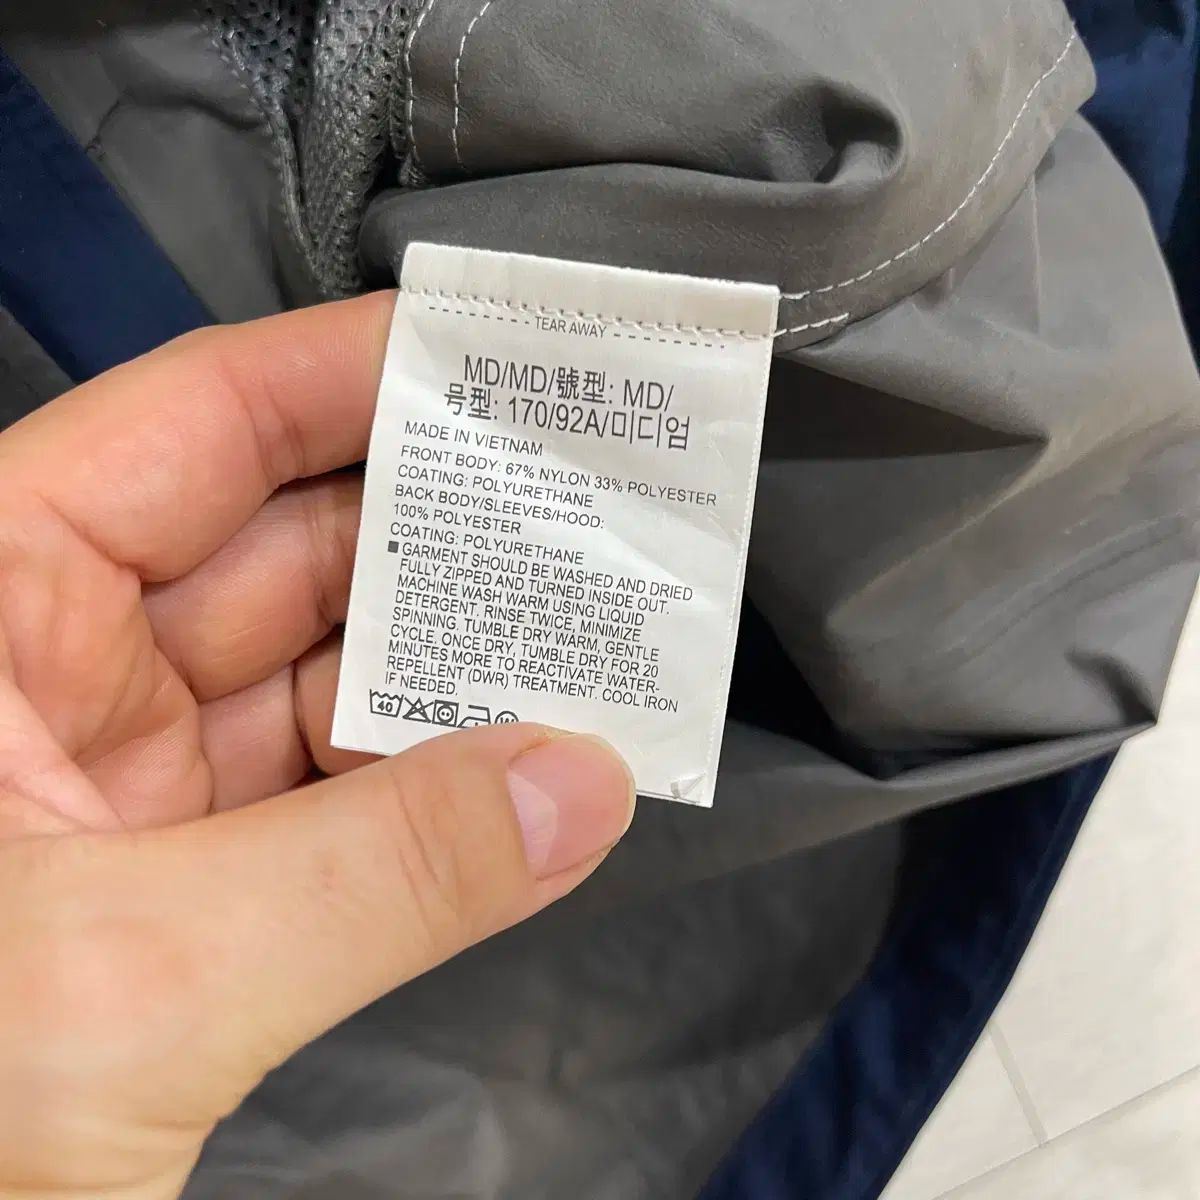 TEAR AWAY
MD/MD/號型: MD/
号型: 170/92A/미디엄
MADE IN VIETNAM
FRONT BODY: 67% NYLON 33% POLYESTER
COATING: POLYURETHANE
BACK BODY/SLEEVES/HOOD:
100% POLYESTER
COATING: POLYURETHANE
■ GARMENT SHOULD BE WASHED AND DRIED
FULLY ZIPPED AND TURNED INSIDE OUT.
MACHINE WASH WARM USING LIQUID
DETERGENT. RINSE TWICE, MINIMIZE
SPINNING. TUMBLE DRY WARM, GENTLE
CYCLE. ONCE DRY, TUMBLE DRY FOR 20
MINUTES MORE TO REACTIVATE WATER-
REPELLENT (DWR) TREATMENT. COOL IRON
IF NEEDED.
40